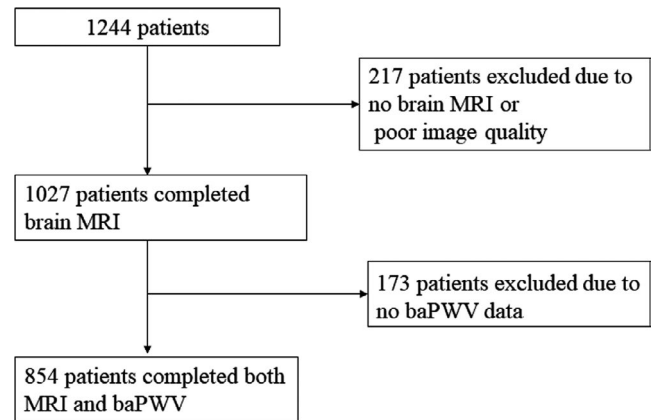 1244 patients
217 patients excluded due to
no brain MRI or
poor image quality
1027 patients completed
brain MRI
173 patients excluded due to
no baPWV data
854 patients completed both
MRI and baPWV